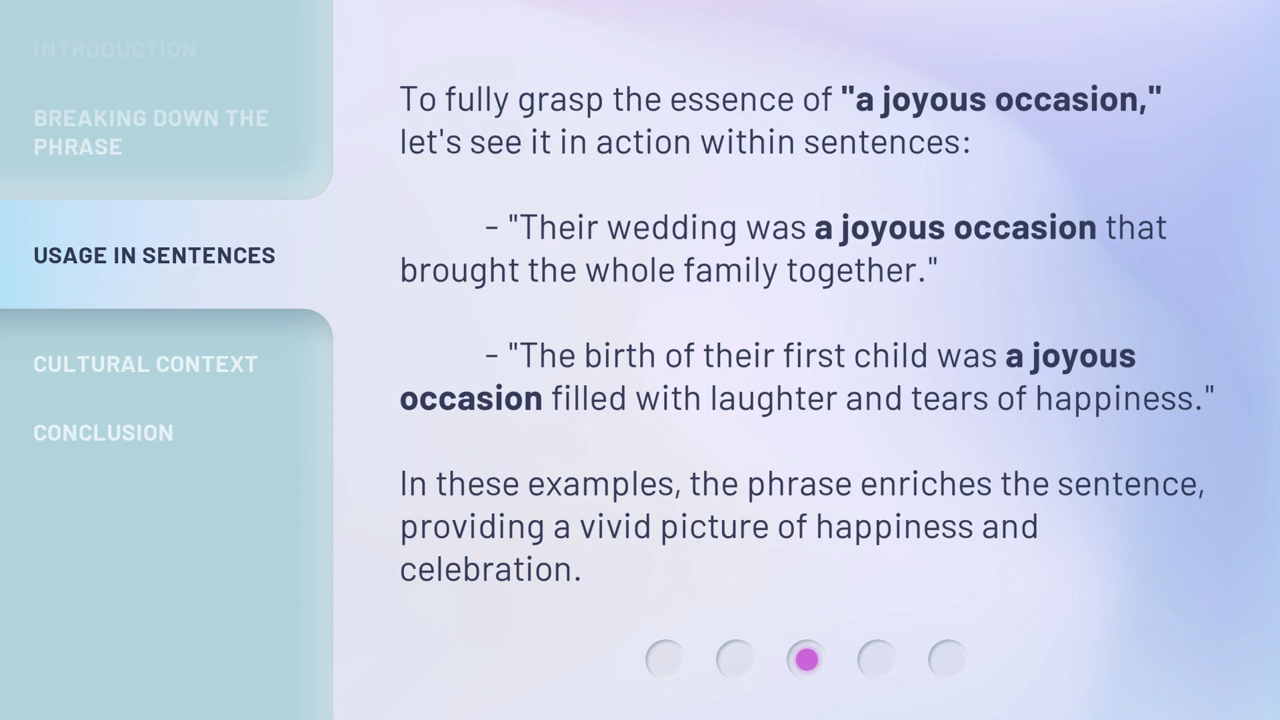 INTRODUCTION
BREAKING DOWN THE
PHRASE
USAGE IN SENTENCES
CULTURAL CONTEXT
CONCLUSION
To fully grasp the essence of "a joyous occasion,"
let's see it in action within sentences:
- "Their wedding was a joyous occasion that
brought the whole family together."
- "The birth of their first child was a joyous
occasion filled with laughter and tears of happiness."
In these examples, the phrase enriches the sentence,
providing a vivid picture of happiness and
celebration.